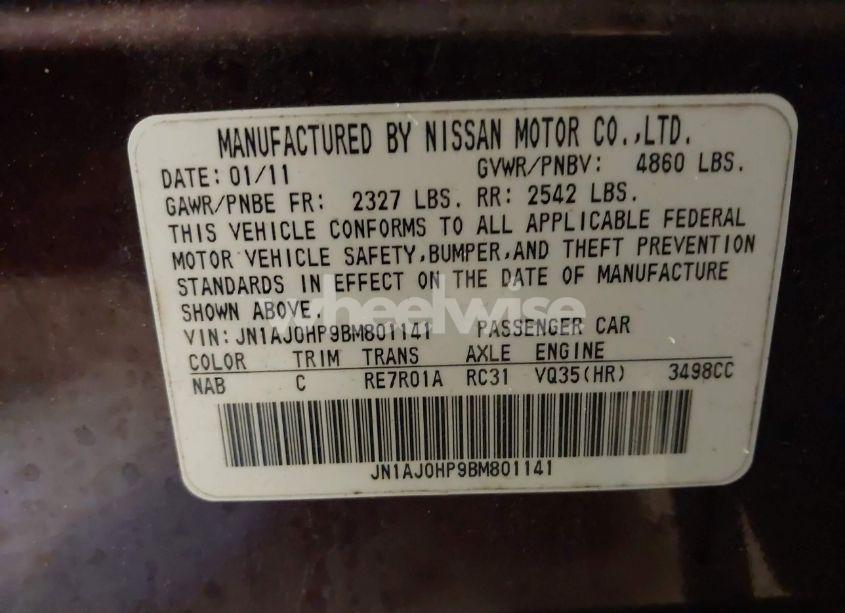 MANUFACTURED BY NISSAN MOTOR CO.,LTD.
DATE: 01/11 GVWR/PNBV: 4860 LBS.
GAWR/PNBE FR: 2327 LBS. RR: 2542 LBS.
THIS VEHICLE CONFORMS TO ALL APPLICABLE FEDERAL
MOTOR VEHICLE SAFETY,BUMPER,AND THEFT PREVENTION
STANDARDS IN EFFECT ON THE DATE OF MANUFACTURE
SHOWN ABOVE.
wheelwise
VIN: JN1AJ0HP9BM801141 PASSENGER CAR
COLOR TRIM TRANS AXLE ENGINE
NAB C RE7R01A RC31 VQ35(HR) 3498CC
JN1AJ0HP9BM801141